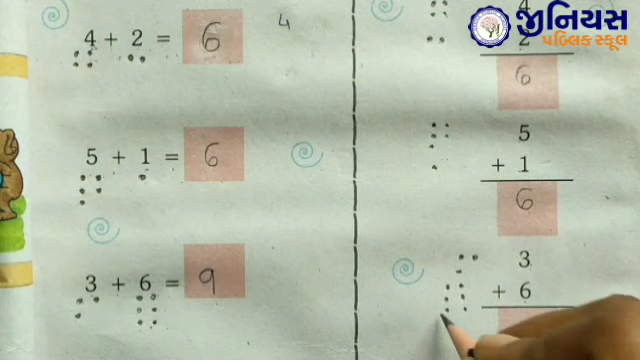 4 + 2 = 6
4
5 + 1 = 6
3 + 6 = 9
4
2
6
5
+ 1
6
3
+ 6
જીનિયસ
પબ્લિક સ્કૂલ